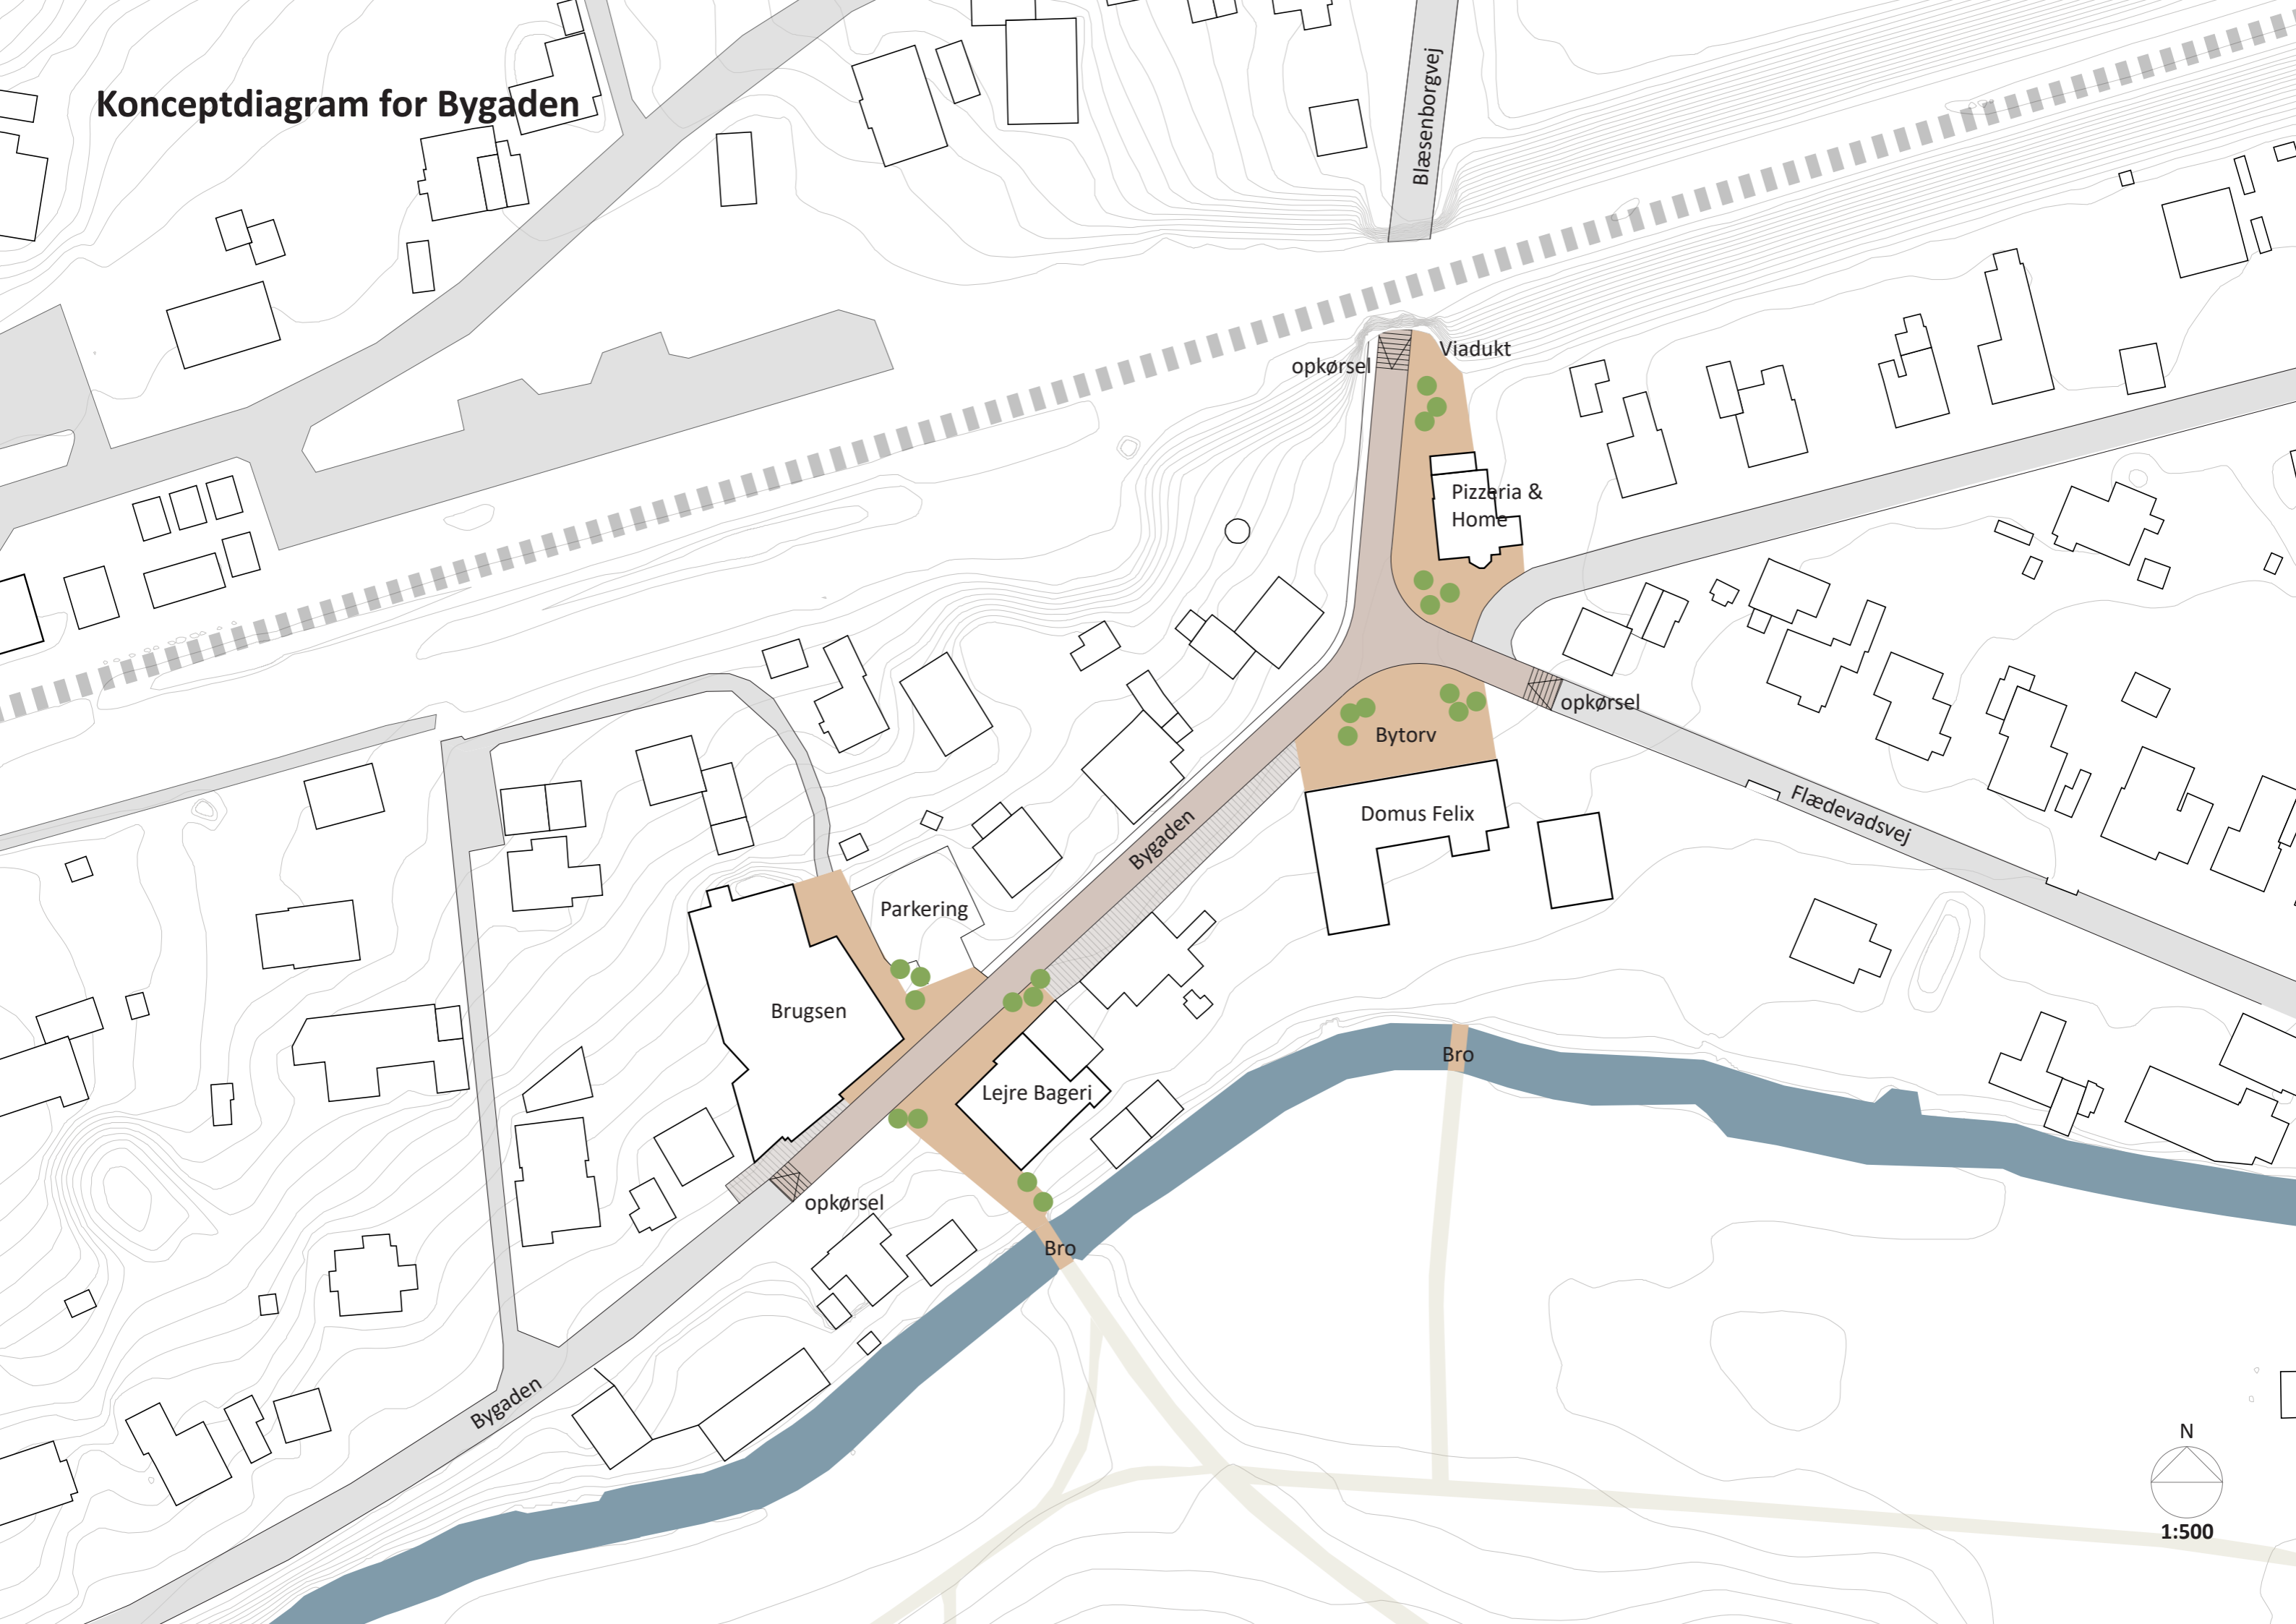 Konceptdiagram for Bygaden
Blæsenborgvej
Viadukt
opkørsel
Pizzeria &
Home
opkørsel
Bytorv
Flædevadsvej
Domus Felix
Bygaden
Parkering
Brugsen
Bro
Lejre Bageri
opkørsel
Bro
Bygaden
N
1:500